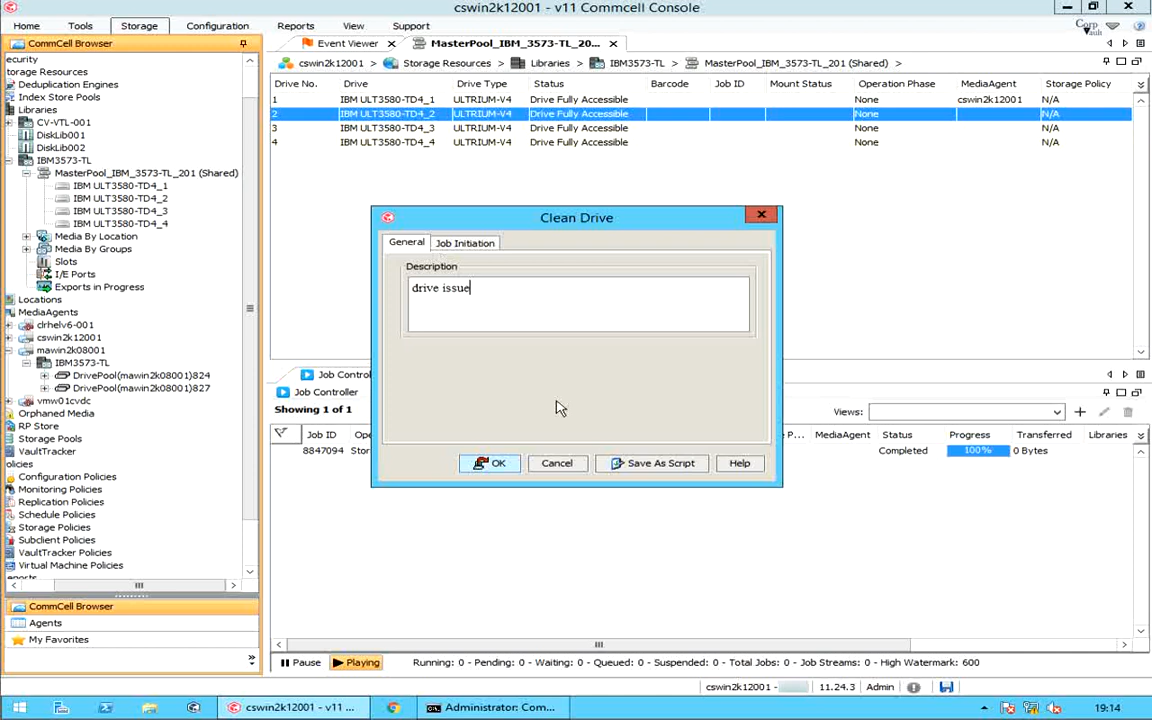 cswin2k12001 - v11 Commcell Console
Home Tools Storage Configuration Reports View Support
CommCell Browser
Event Viewer
MasterPool_IBM_3573-TL_20...
cswin2k12001 > Storage Resources > Libraries > IBM3573-TL > MasterPool_IBM_3573-TL_201 (Shared) >
Drive No. Drive Drive Type Status Barcode Job ID Mount Status Operation Phase MediaAgent Storage Policy
1 IBM ULT3580-TD4_1 ULTRIUM-V4 Drive Fully Accessible None cswin2k12001 N/A
2 IBM ULT3580-TD4_2 ULTRIUM-V4 Drive Fully Accessible None N/A
3 IBM ULT3580-TD4_3 ULTRIUM-V4 Drive Fully Accessible None N/A
4 IBM ULT3580-TD4_4 ULTRIUM-V4 Drive Fully Accessible None N/A
ecurity
torage Resources
Deduplication Engines
Index Store Pools
Libraries
CV-VTL-001
DiskLib001
DiskLib002
IBM3573-TL
MasterPool_IBM_3573-TL_201 (Shared)
IBM ULT3580-TD4_1
IBM ULT3580-TD4_2
IBM ULT3580-TD4_3
IBM ULT3580-TD4_4
Media By Location
Media By Groups
Slots
I/E Ports
Exports in Progress
Locations
MediaAgents
drhelv6-001
cswin2k12001
mawin2k08001
IBM3573-TL
DrivePool(mawin2k08001)824
DrivePool(mawin2k08001)827
vmw01cvdc
Orphaned Media
RP Store
Storage Pools
VaultTracker
olicies
Configuration Policies
Monitoring Policies
Replication Policies
Schedule Policies
Storage Policies
Subclient Policies
VaultTracker Policies
Virtual Machine Policies
eports
CommCell Browser
Agents
My Favorites
Clean Drive
General Job Initiation
Description
drive issue
OK Cancel Save As Script Help
Job Contro
Job Controller
Showing 1 of 1
Views:
Job ID Ope P... MediaAgent Status Progress Transferred Libraries
8847094 Stor Completed 100% 0 Bytes
Pause Playing Running: 0 - Pending: 0 - Waiting: 0 - Queued: 0 - Suspended: 0 - Total Jobs: 0 - Job Streams: 0 - High Watermark: 600
cswin2k12001 - 11.24.3 Admin
cswin2k12001 - v11 ...
Administrator: Com...
19:14